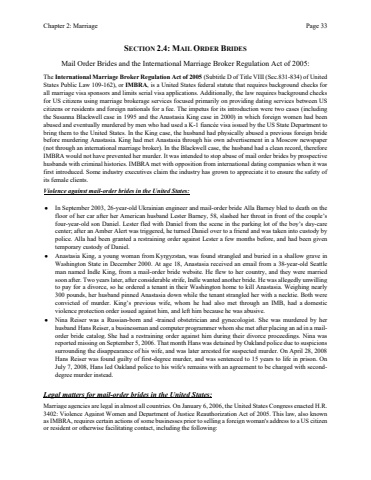 Chapter 2: Marriage Page 33
SECTION 2.4: MAIL ORDER BRIDES
Mail Order Brides and the International Marriage Broker Regulation Act of 2005:
The International Marriage Broker Regulation Act of 2005 (Subtitle D of Title VIII (Sec.831-834) of United
States Public Law 109-162), or IMBRA, is a United States federal statute that requires background checks for
all marriage visa sponsors and limits serial visa applications. Additionally, the law requires background checks
for US citizens using marriage brokerage services focused primarily on providing dating services between US
citizens or residents and foreign nationals for a fee. The impetus for its introduction were two cases (including
the Susana Blackwell case in 1995 and the Anastasia King case in 2000) in which foreign women had been
abused and eventually murdered by men who had used a K-1 fiancée visa issued by the US State Department to
bring them to the United States. In the King case, the husband had physically abused a previous foreign bride
before murdering Anastasia. King had met Anastasia through his own advertisement in a Moscow newspaper
(not through an international marriage broker). In the Blackwell case, the husband had a clean record, therefore
IMBRA would not have prevented her murder. It was intended to stop abuse of mail order brides by prospective
husbands with criminal histories. IMBRA met with opposition from international dating companies when it was
first introduced. Some industry executives claim the industry has grown to appreciate it to ensure the safety of
its female clients.
Violence against mail-order brides in the United States:
● In September 2003, 26-year-old Ukrainian engineer and mail-order bride Alla Barney bled to death on the
floor of her car after her American husband Lester Barney, 58, slashed her throat in front of the couple's
four-year-old son Daniel. Lester fled with Daniel from the scene in the parking lot of the boy's day-care
center; after an Amber Alert was triggered, he turned Daniel over to a friend and was taken into custody by
police. Alla had been granted a restraining order against Lester a few months before, and had been given
temporary custody of Daniel.
● Anastasia King, a young woman from Kyrgyzstan, was found strangled and buried in a shallow grave in
Washington State in December 2000. At age 18, Anastasia received an email from a 38-year-old Seattle
man named Indle King, from a mail-order bride website. He flew to her country, and they were married
soon after. Two years later, after considerable strife, Indle wanted another bride. He was allegedly unwilling
to pay for a divorce, so he ordered a tenant in their Washington home to kill Anastasia. Weighing nearly
300 pounds, her husband pinned Anastasia down while the tenant strangled her with a necktie. Both were
convicted of murder. King's previous wife, whom he had also met through an IMB, had a domestic
violence protection order issued against him, and left him because he was abusive.
● Nina Reiser was a Russian-born and -trained obstetrician and gynecologist. She was murdered by her
husband Hans Reiser, a businessman and computer programmer whom she met after placing an ad in a mail-
order bride catalog. She had a restraining order against him during their divorce proceedings. Nina was
reported missing on September 5, 2006. That month Hans was detained by Oakland police due to suspicions
surrounding the disappearance of his wife, and was later arrested for suspected murder. On April 28, 2008
Hans Reiser was found guilty of first-degree murder, and was sentenced to 15 years to life in prison. On
July 7, 2008, Hans led Oakland police to his wife's remains with an agreement to be charged with second-
degree murder instead.
Legal matters for mail-order brides in the United States:
Marriage agencies are legal in almost all countries. On January 6, 2006, the United States Congress enacted H.R.
3402: Violence Against Women and Department of Justice Reauthorization Act of 2005. This law, also known
as IMBRA, requires certain actions of some businesses prior to selling a foreign woman's address to a US citizen
or resident or otherwise facilitating contact, including the following: